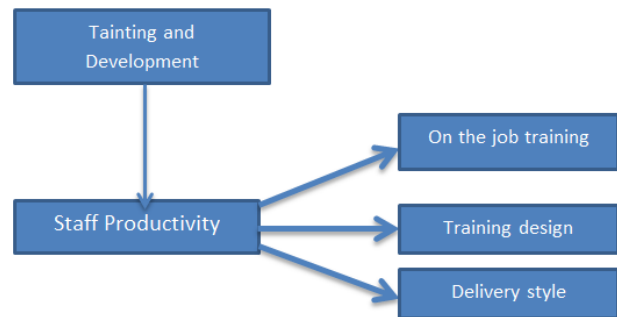 Tainting and
Development
On the job training
Staff Productivity
Training design
Delivery style